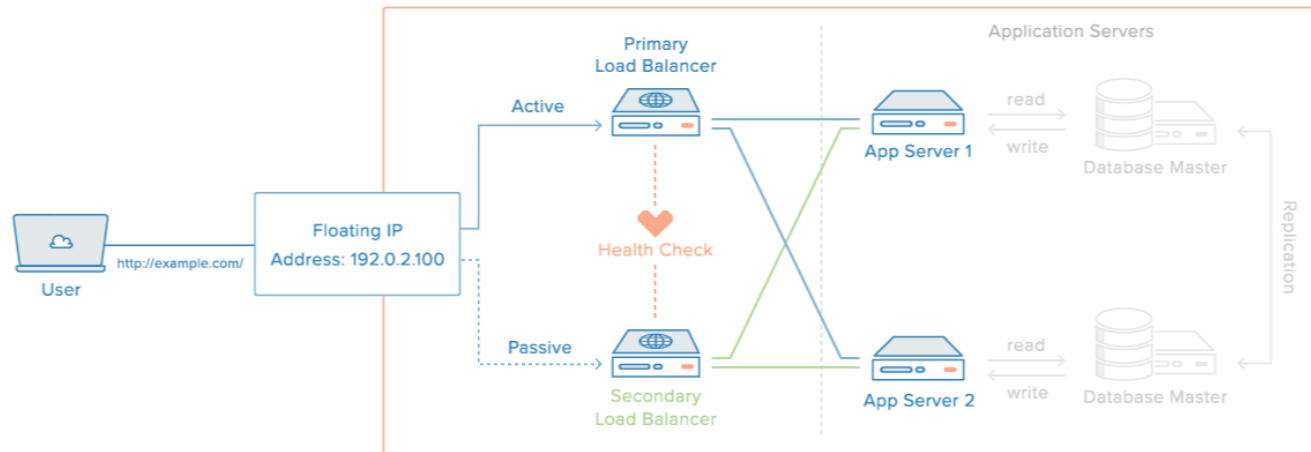 Application Servers
Primary
Load Balancer
Active
read
write
App Server 1
Database Master
Floating IP
Address: 192.0.2.100
http://example.com/
User
Health Check
Replication
Passive
Secondary
Load Balancer
read
write
App Server 2
Database Master